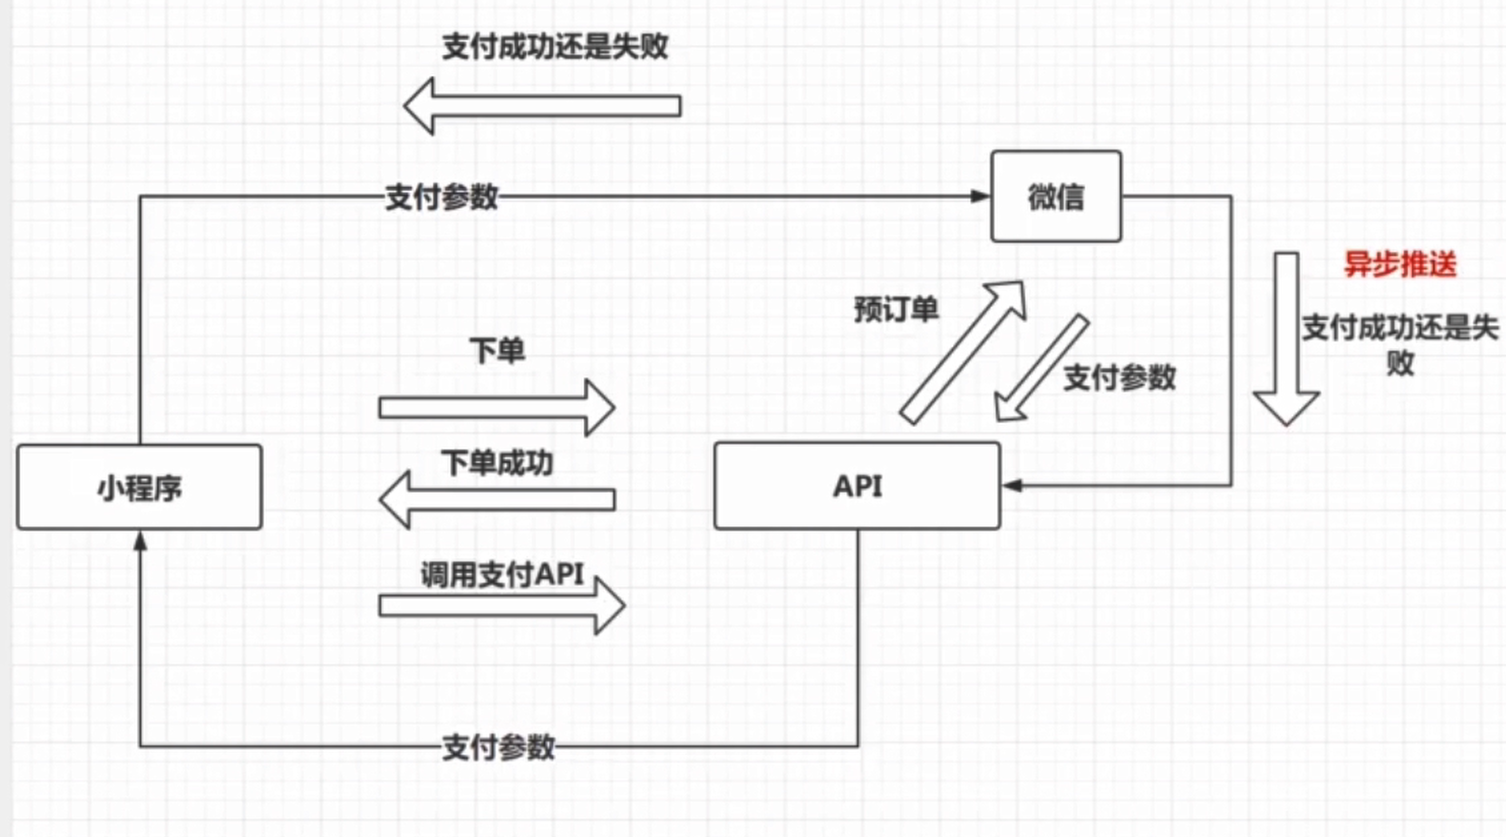 支付成功还是失败
支付参数
微信
异步推送
预订单
支付成功还是失
败
下单
支付参数
下单成功
小程序
API
调用支付API
支付参数